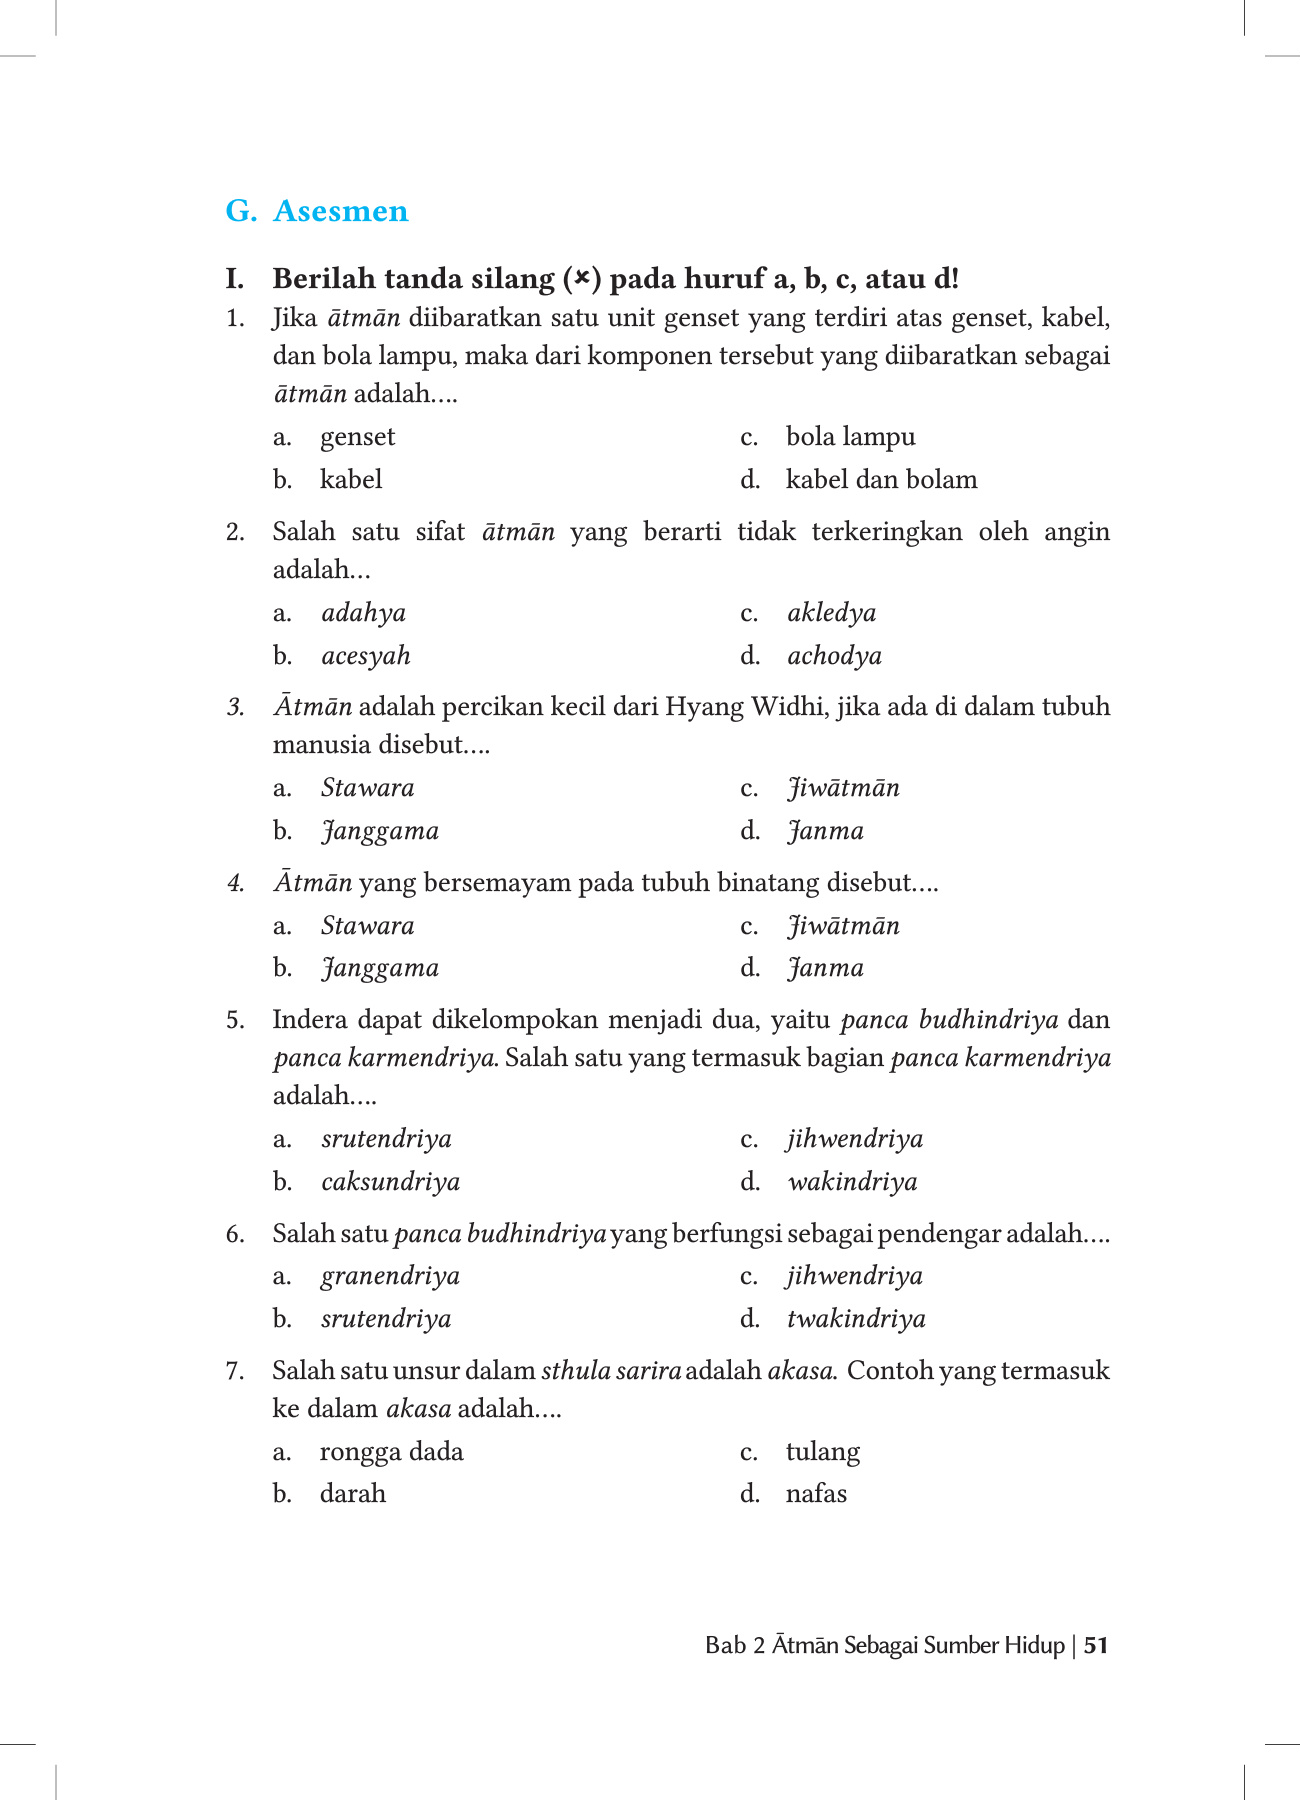 G. Asesmen
I. Berilah tanda silang (×) pada huruf a, b, c, atau d!
1. Jika ātmān diibaratkan satu unit genset yang terdiri atas genset, kabel,
dan bola lampu, maka dari komponen tersebut yang diibaratkan sebagai
ātmān adalah....
a. genset
b. kabel
c. bola lampu
d. kabel dan bolam
2. Salah satu sifat ātmān yang berarti tidak terkeringkan oleh angin
adalah...
a. adahya
b. acesyah
c. akledya
d. achodya
3. Ātmān adalah percikan kecil dari Hyang Widhi, jika ada di dalam tubuh
manusia disebut....
a. Stawara
b. Janggama
c. Jiwātmān
d. Janma
4. Ātmān yang bersemayam pada tubuh binatang disebut....
a. Stawara
b. Janggama
c. Jiwātmān
d. Janma
5. Indera dapat dikelompokan menjadi dua, yaitu panca budhindriya dan
panca karmendriya. Salah satu yang termasuk bagian panca karmendriya
adalah....
a. srutendriya
b. caksundriya
c. jihwendriya
d. wakindriya
6. Salah satu panca budhindriya yang berfungsi sebagai pendengar adalah....
a. granendriya
b. srutendriya
c. jihwendriya
d. twakindriya
7. Salah satu unsur dalam sthula sarira adalah akasa. Contoh yang termasuk
ke dalam akasa adalah....
a. rongga dada
b. darah
c. tulang
d. nafas
Bab 2 Ātmān Sebagai Sumber Hidup | 51